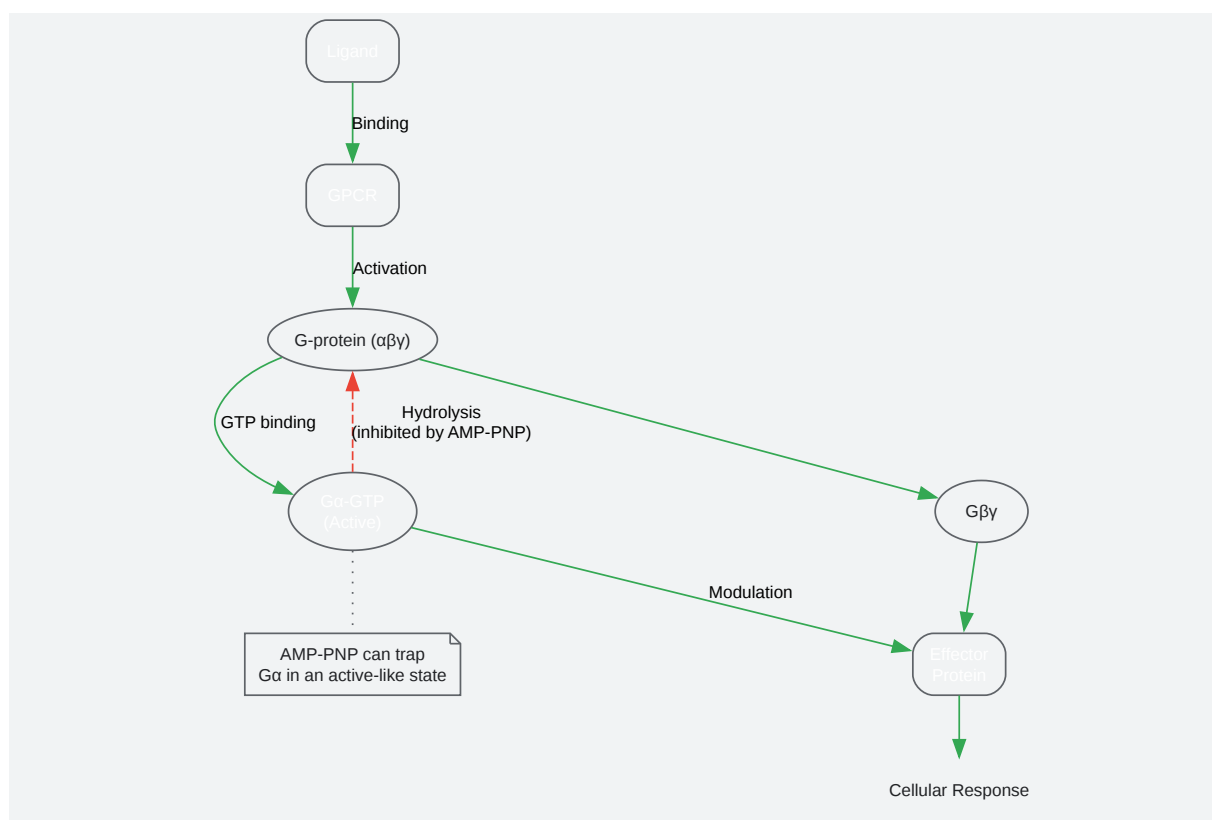 Ligand
Binding
GPCR
Activation
G-protein (αβγ)
GTP binding
Hydrolysis
(inhibited by AMP-PNP)
Gα-GTP
(Active)
Gβγ
Modulation
AMP-PNP can trap
Gα in an active-like state
Effector
Protein
Cellular Response